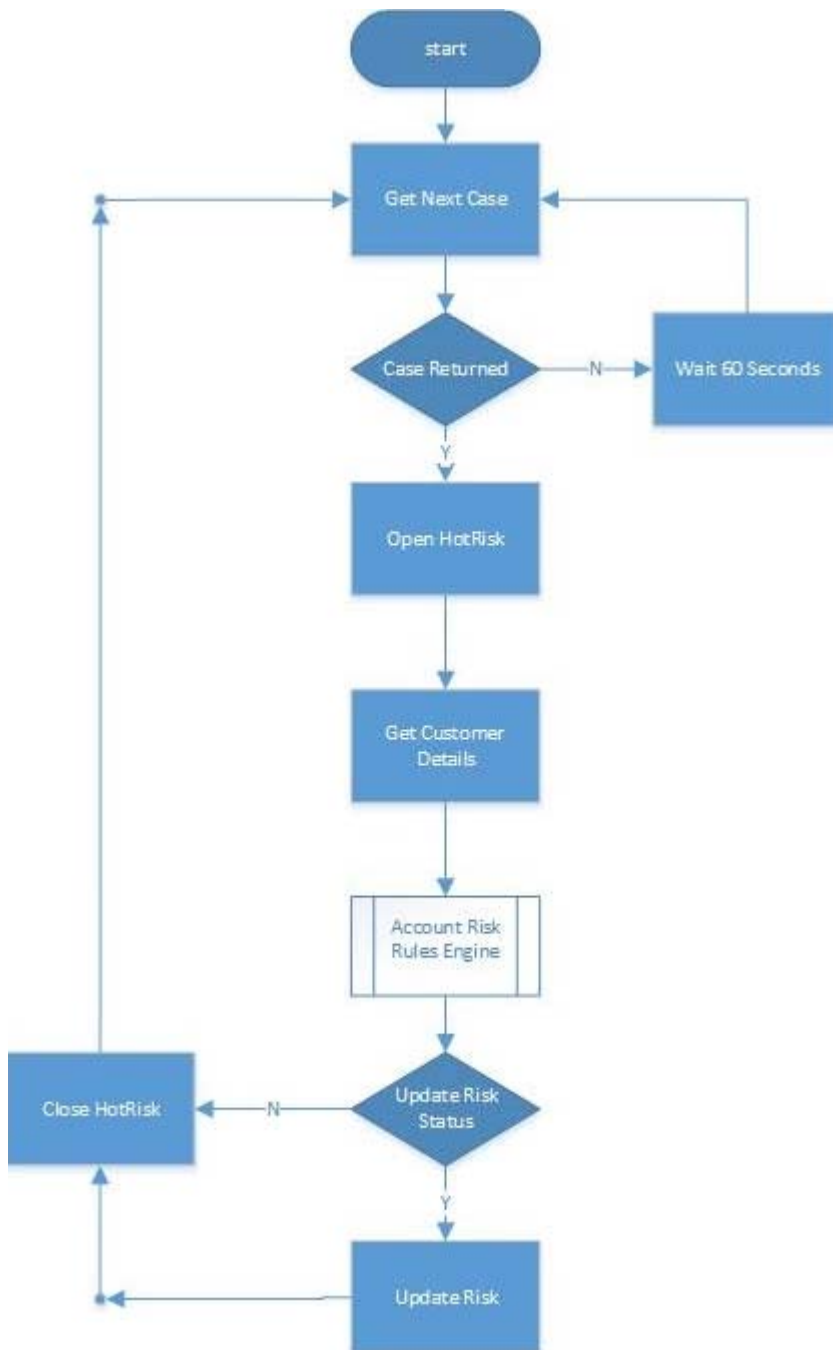 start
Get Next Case
Case Returned
N
Wait 60 Seconds
Y
Open HotRisk
Get Customer
Details
Account Risk
Rules Engine
Update Risk
Status
N
Close HotRisk
Y
Update Risk